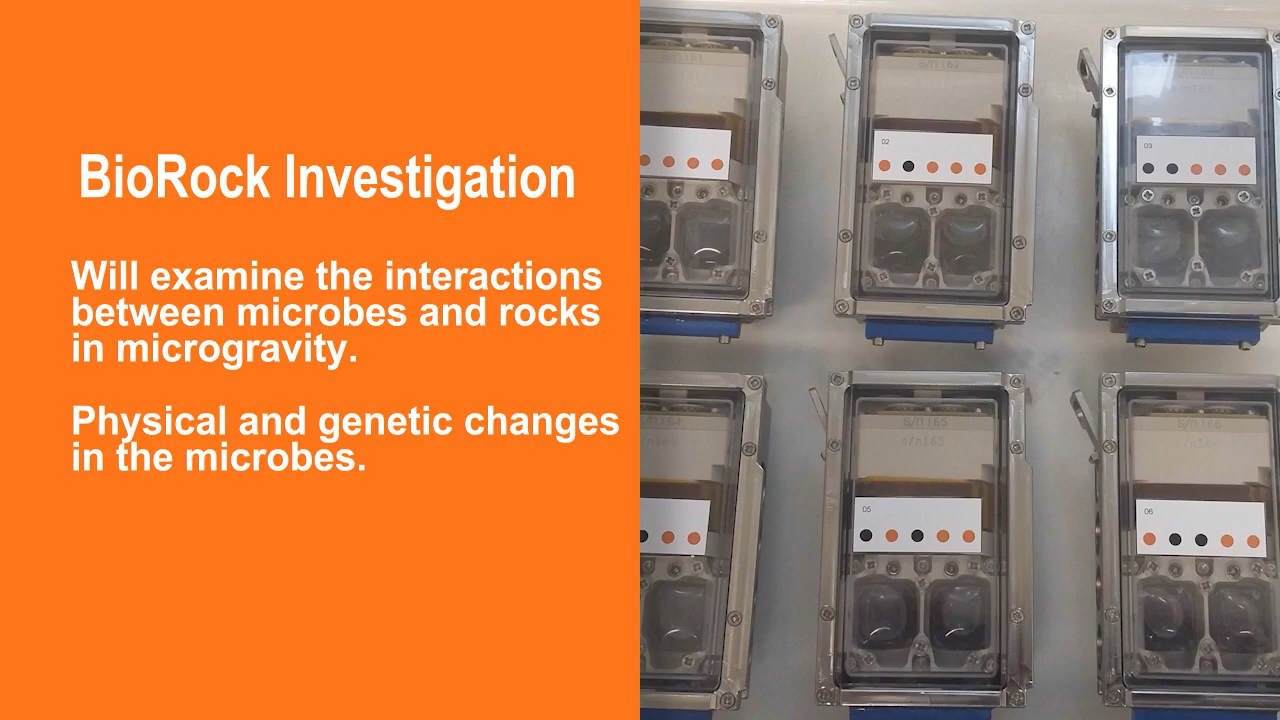 BioRock Investigation
Will examine the interactions
between microbes and rocks
in microgravity.
Physical and genetic changes
in the microbes.
02
03
05
06